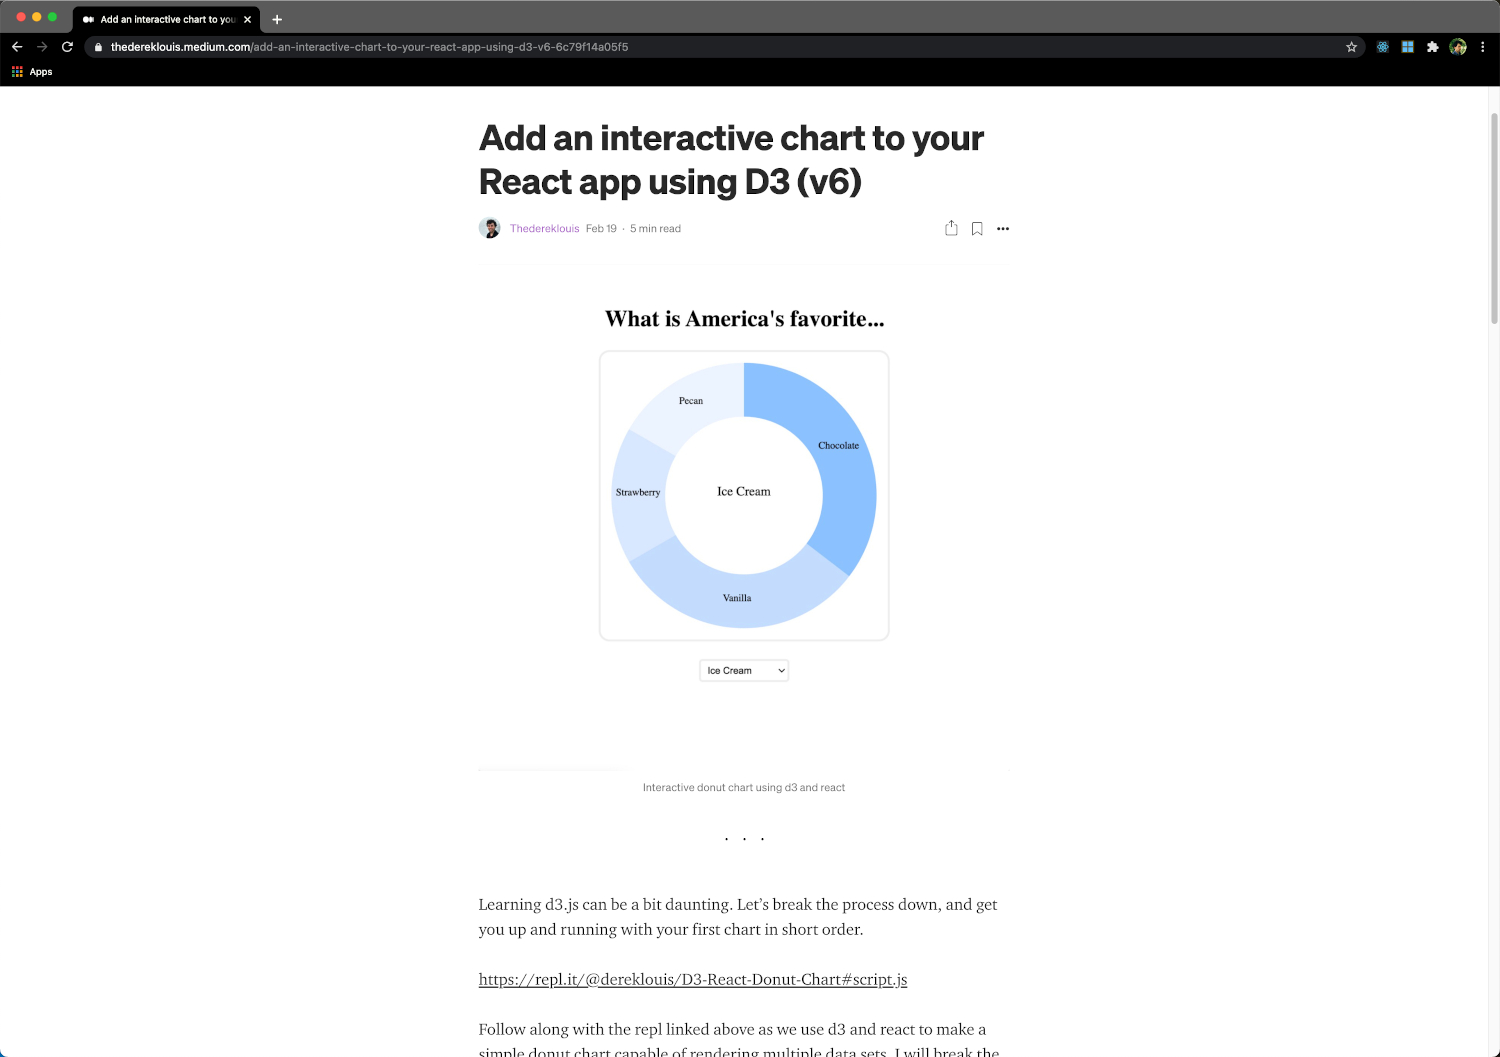 Add an interactive chart to you
thedereklouis.medium.com/add-an-interactive-chart-to-your-react-app-using-d3-v6-6c79f14a05f5
Apps
Add an interactive chart to your
React app using D3 (v6)
Thedereklouis Feb 19 · 5 min read
What is America's favorite...
Pecan
Chocolate
Strawberry
Ice Cream
Vanilla
Ice Cream
Interactive donut chart using d3 and react
. . .
Learning d3.js can be a bit daunting. Let’s break the process down, and get
you up and running with your first chart in short order.
https://repl.it/@dereklouis/D3-React-Donut-Chart#script.js
Follow along with the repl linked above as we use d3 and react to make a
simple donut chart capable of rendering multiple data sets. I will break the